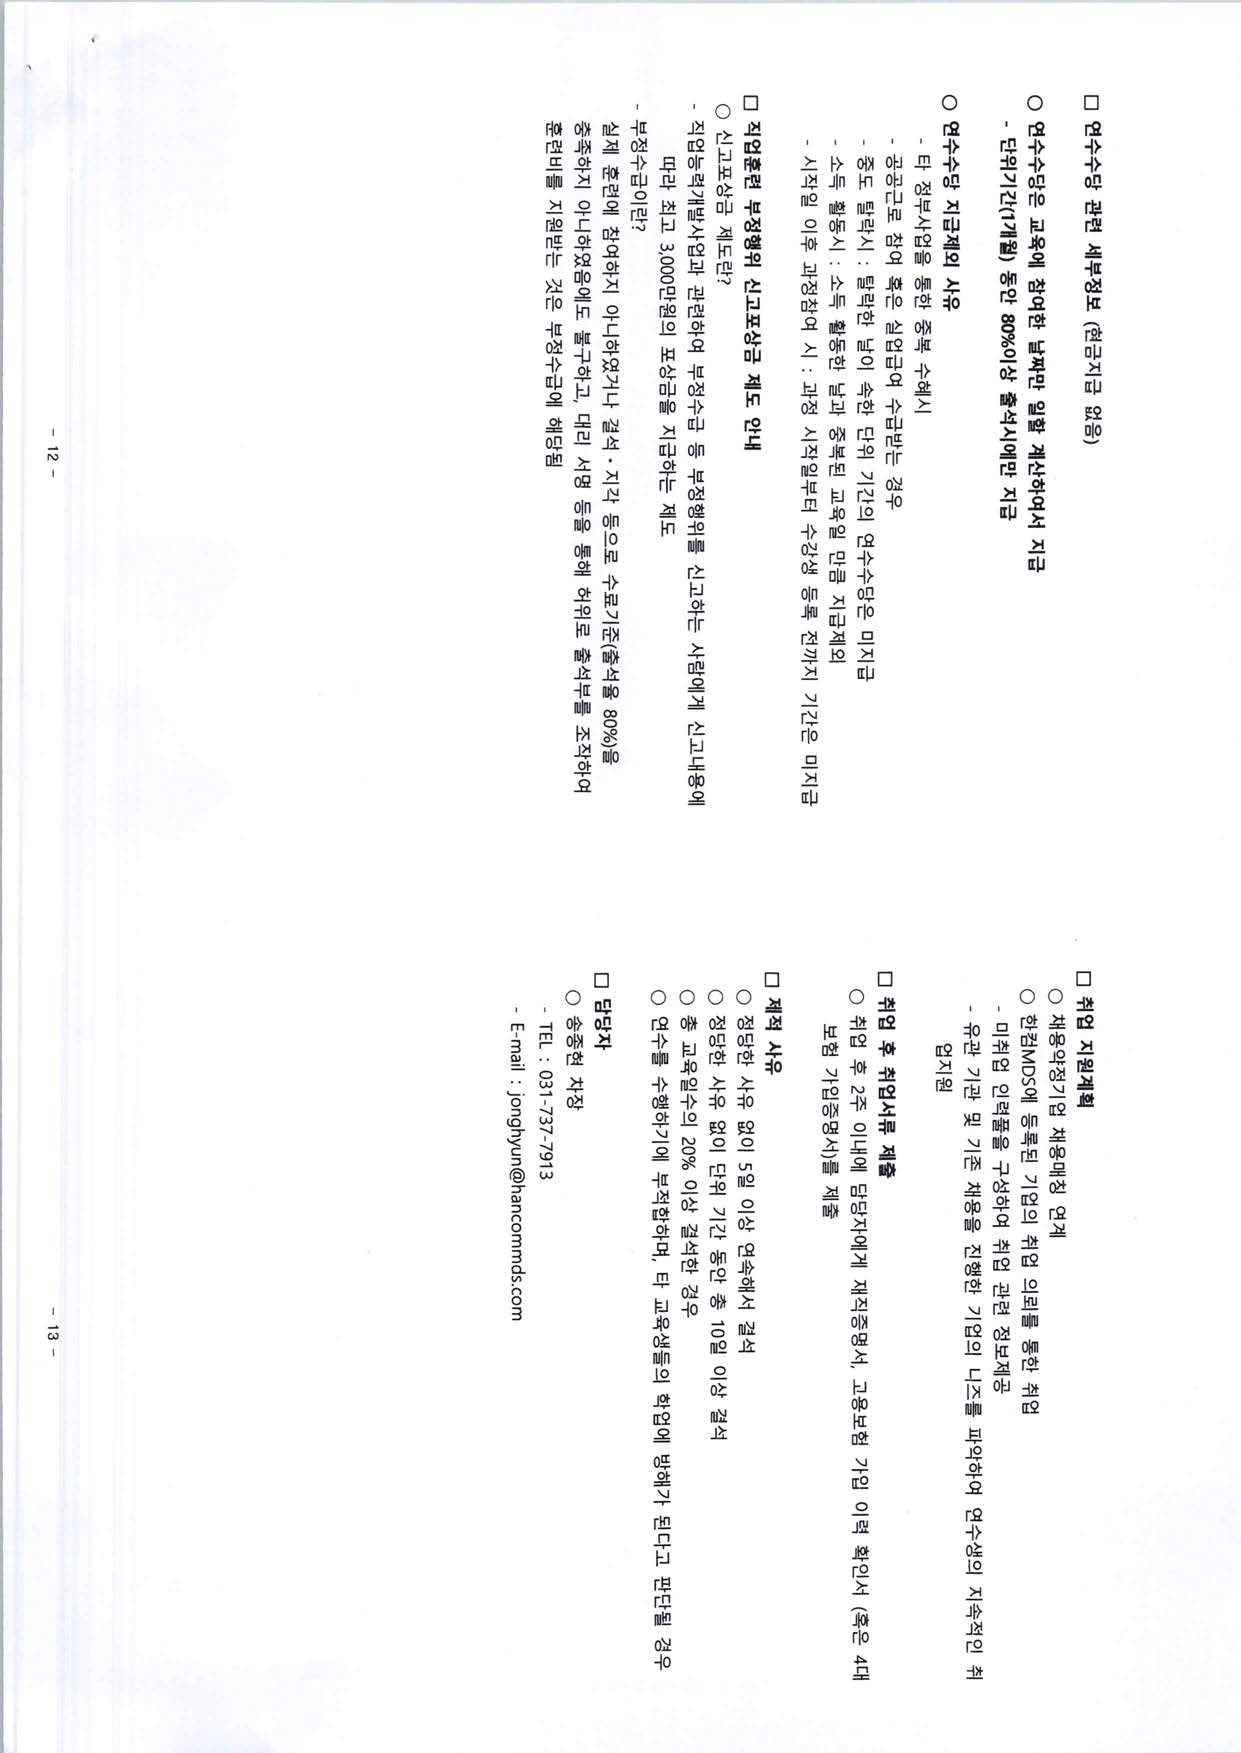 □ 연수수당 관련 세부정보 (현금지급 없음)
○ 연수수당은 교육에 참여한 날짜만 일할 계산하여서 지급
- 단위기간(1개월) 동안 80%이상 출석시에만 지급
○ 연수수당 지급제외 사유
- 타 정부사업을 통한 중복 수혜시
- 공공근로 참여 혹은 실업급여 수급받는 경우
- 중도 탈락시 : 탈락한 날이 속한 단위 기간의 연수수당은 미지급
- 소득 활동시 : 소득 활동한 날과 중복된 교육일 만큼 지급제외
- 시작일 이후 과정참여 시 : 과정 시작일부터 수강생 등록 전까지 기간은 미지급
□ 직업훈련 부정행위 신고포상금 제도 안내
○ 신고포상금 제도란?
- 직업능력개발사업과 관련하여 부정수급 등 부정행위를 신고하는 사람에게 신고내용에
따라 최고 3,000만원의 포상금을 지급하는 제도
- 부정수급이란?
실제 훈련에 참여하지 아니하였거나 결석・지각 등으로 수료기준(출석율 80%)을
충족하지 아니하였음에도 불구하고, 대리 서명 등을 통해 허위로 출석부를 조작하여
훈련비를 지원받는 것은 부정수급에 해당됨
- 12 -
□ 취업 지원계획
○ 채용약정기업 채용매칭 연계
○ 한컴MDS에 등록된 기업의 취업 의뢰를 통한 취업
- 미취업 인력풀을 구성하여 취업 관련 정보제공
- 유관 기관 및 기존 채용을 진행한 기업의 니즈를 파악하여 연수생의 지속적인 취
업지원
□ 취업 후 취업서류 제출
○ 취업 후 2주 이내에 담당자에게 재직증명서, 고용보험 가입 이력 확인서 (혹은 4대
보험 가입증명서)를 제출
□ 제적 사유
○ 정당한 사유 없이 5일 이상 연속해서 결석
○ 정당한 사유 없이 단위 기간 동안 총 10일 이상 결석
○ 총 교육일수의 20% 이상 결석한 경우
○ 연수를 수행하기에 부적합하며, 타 교육생들의 학업에 방해가 된다고 판단될 경우
□ 담당자
○ 송종현 차장
- TEL : 031-737-7913
- E-mail : jonghyun@hancommds.com
- 13 -